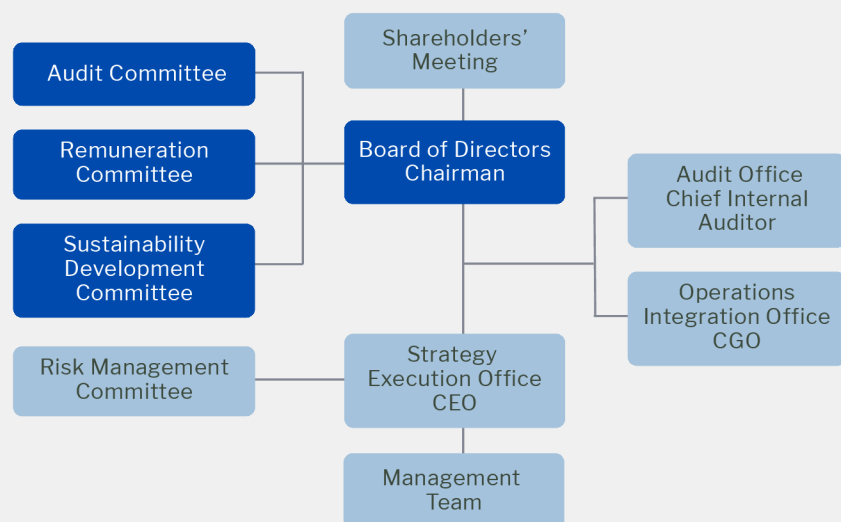 Shareholders’
Meeting
Audit Committee
Board of Directors
Chairman
Remuneration
Committee
Audit Office
Chief Internal
Auditor
Sustainability
Development
Committee
Operations
Integration Office
CGO
Risk Management
Committee
Strategy
Execution Office
CEO
Management
Team